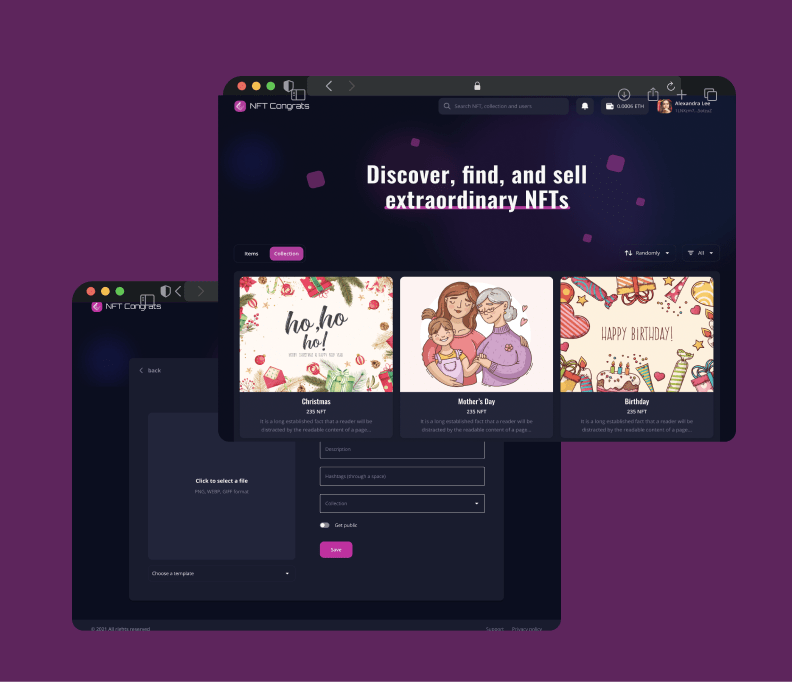 NFT Congrats
Search NFT, collection and users
0.0806 ETH
Alexandra Lee
Discover, find, and sell
extraordinary NFTs
Items
Collection
Randomly
All
ho,ho
ho!
HAPPY BIRTHDAY!
Christmas
235 NFT
It is a long established fact that a reader will be
distracted by the readable content of a page...
Mother's Day
235 NFT
It is a long established fact that a reader will be
distracted by the readable content of a page...
Birthday
235 NFT
It is a long established fact that a reader will be
distracted by the readable content of a page...
NFT Congrats
back
Click to select a file
PNG, WEBP, GIFF format
Choose a template
Description
Hashtags (through a space)
Collection
Get public
Save
© 2021 All rights reserved
Support
Privacy policy